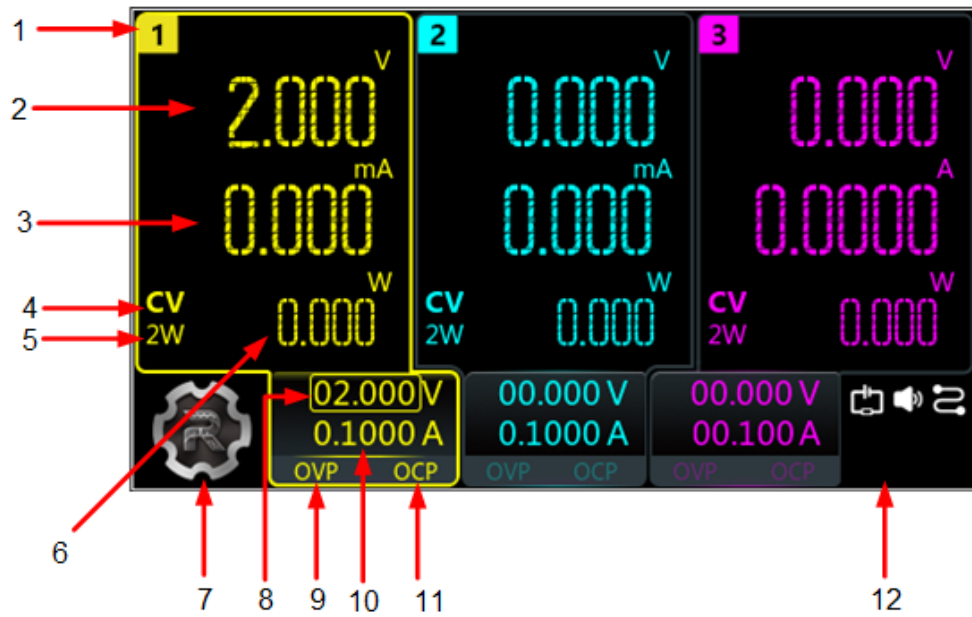 1 1 2 3
V V V
2 2.000 0.000 0.000
mA mA A
3 0.000 0.000 0.0000
W W W
4 CV CV CV
5 2W 0.000 2W 0.000 2W 0.000
8 02.000 V 00.000 V 00.000 V
0.1000 A 0.1000 A 00.100 A
OVP OCP OVP OCP OVP OCP
R
6
7 8 9 10 11 12